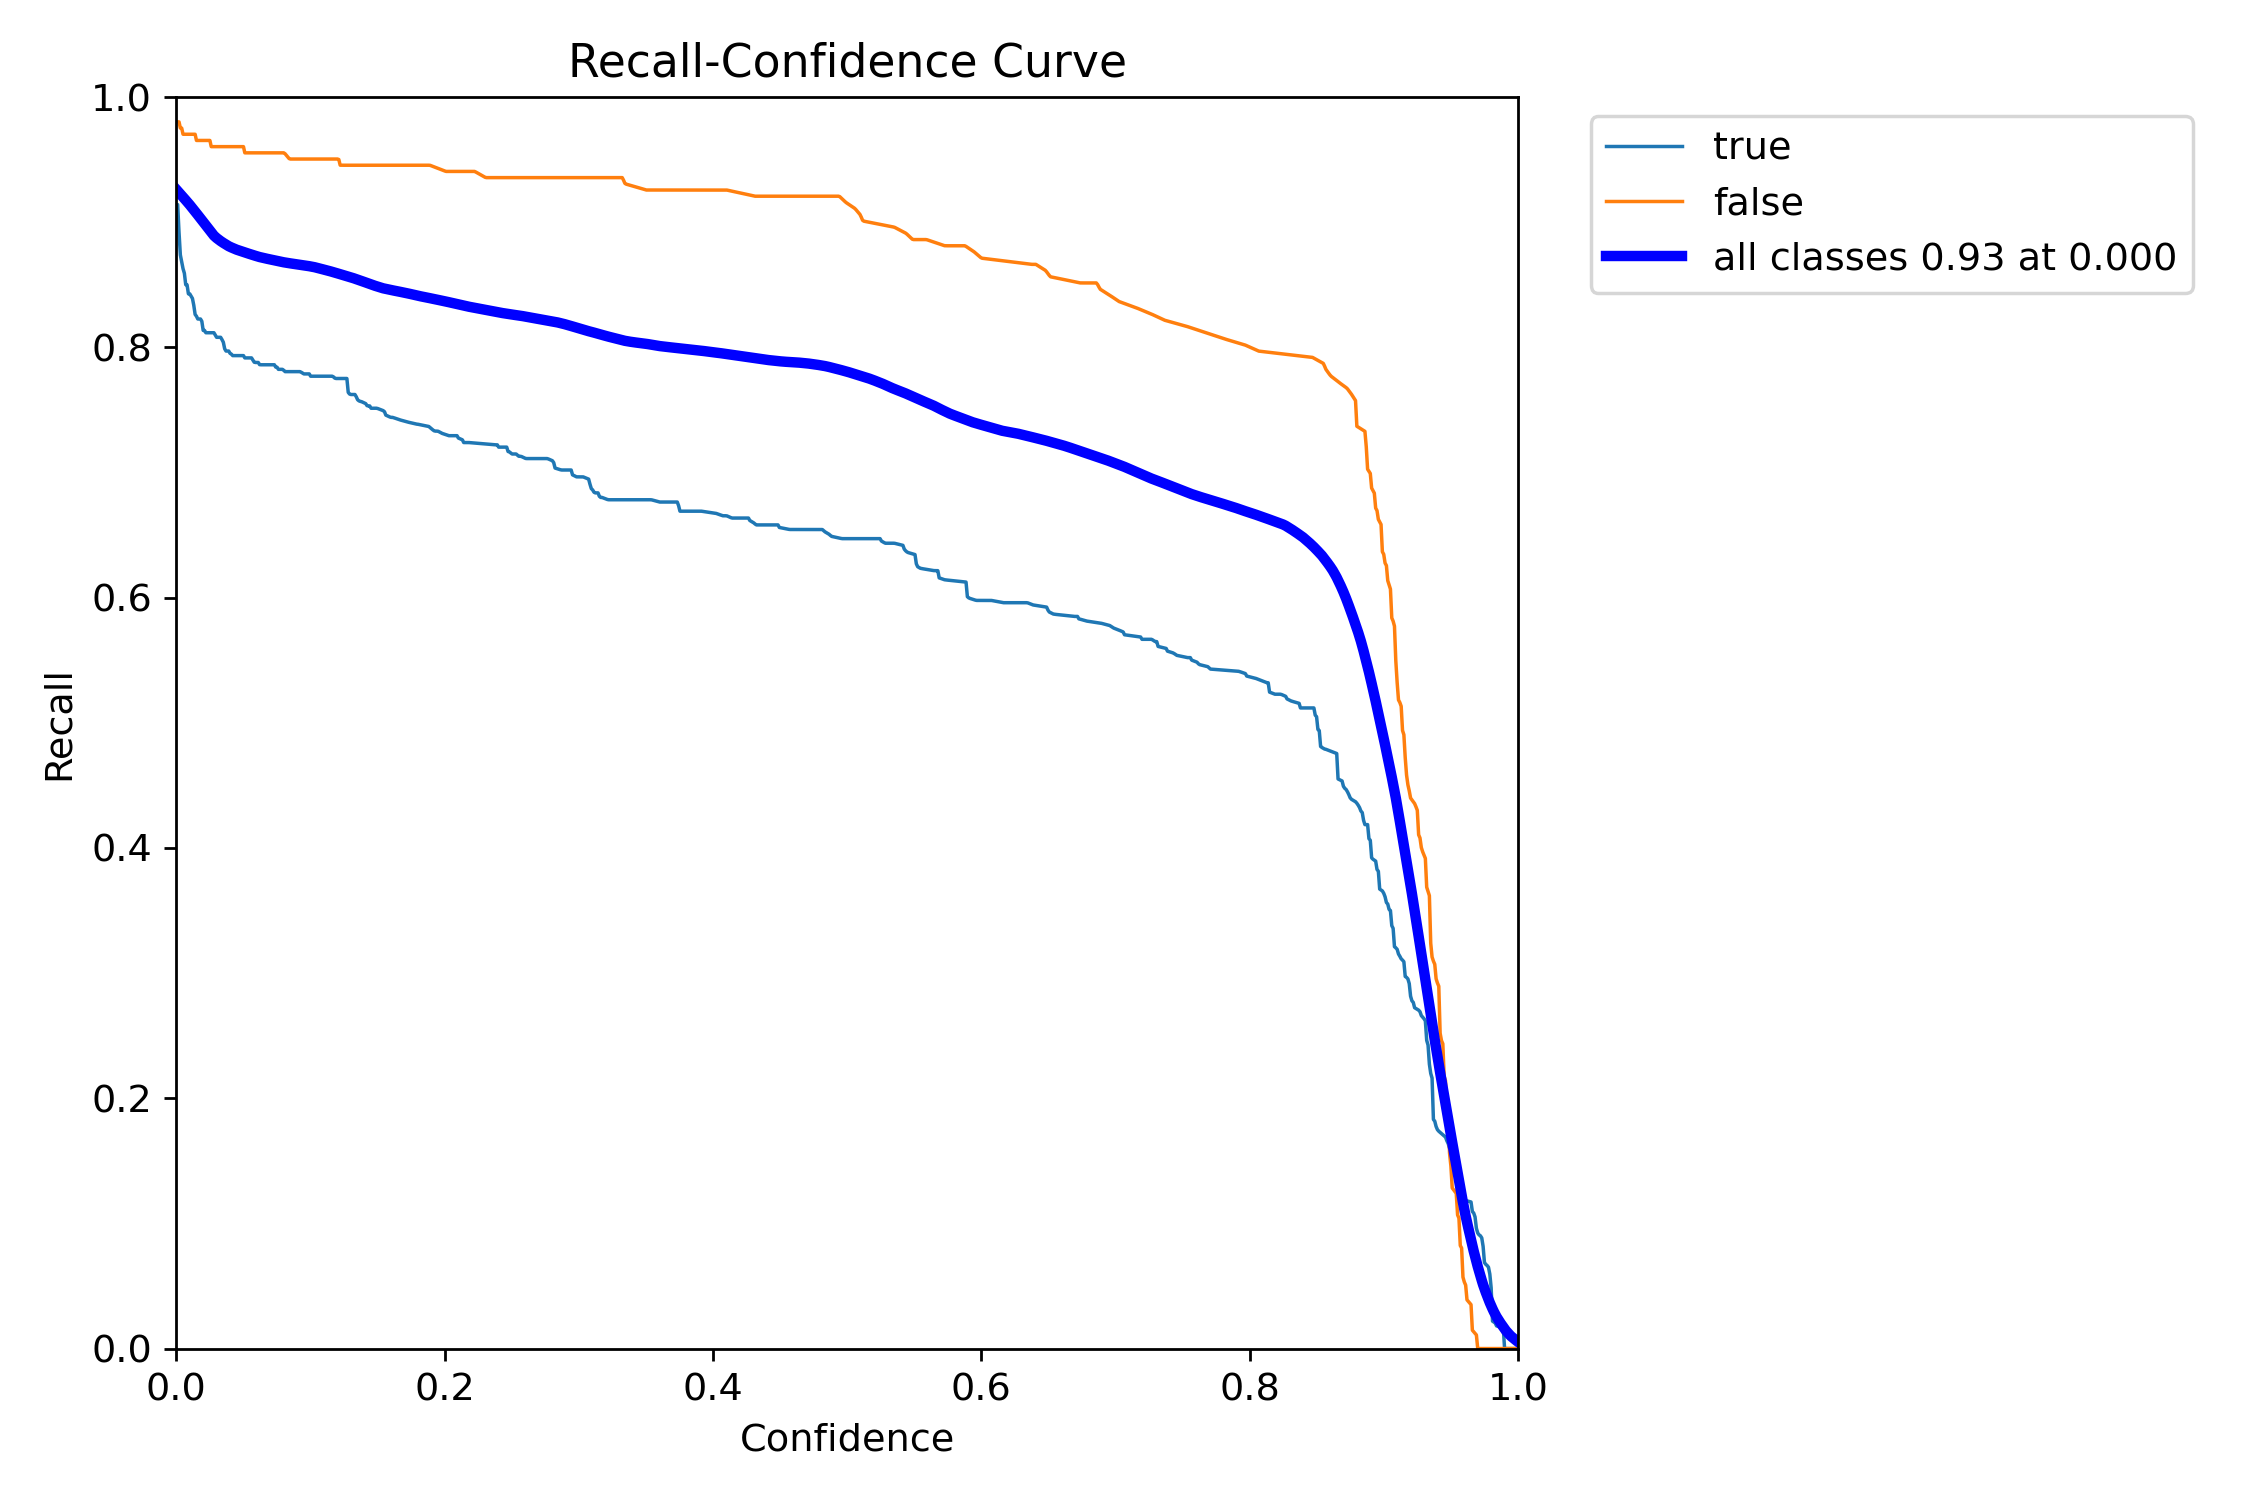 Recall-Confidence Curve
1.0
0.8
0.6
0.4
0.2
0.0
Recall
0.0 0.2 0.4 0.6 0.8 1.0
Confidence
true
false
all classes 0.93 at 0.000